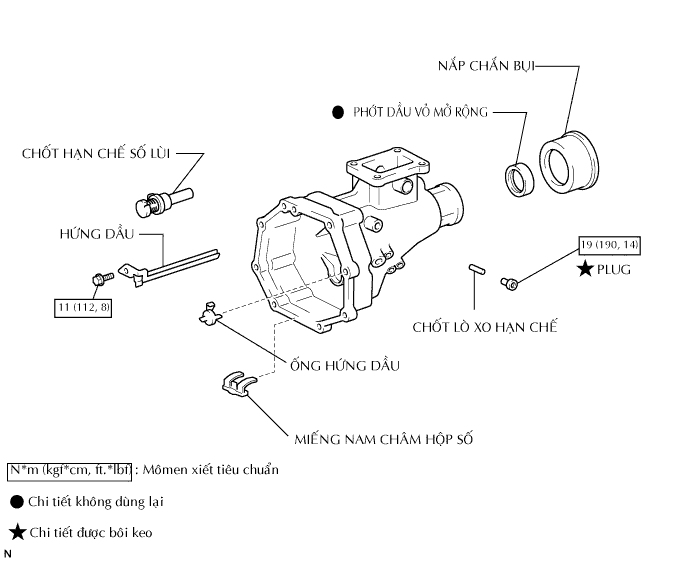 NẮP CHẮN BỤI
PHỚT DẦU VỎ MỞ RỘNG
CHỐT HẠN CHẾ SỐ LÙI
HỨNG DẦU
19 (190, 14)
PLUG
11 (112, 8)
CHỐT LÒ XO HẠN CHẾ
ỐNG HỨNG DẦU
MIẾNG NAM CHÂM HỘP SỐ
N*m (kgf*cm, ft.*lbf) : Mômen xiết tiêu chuẩn
Chi tiết không dùng lại
Chi tiết được bôi keo
N